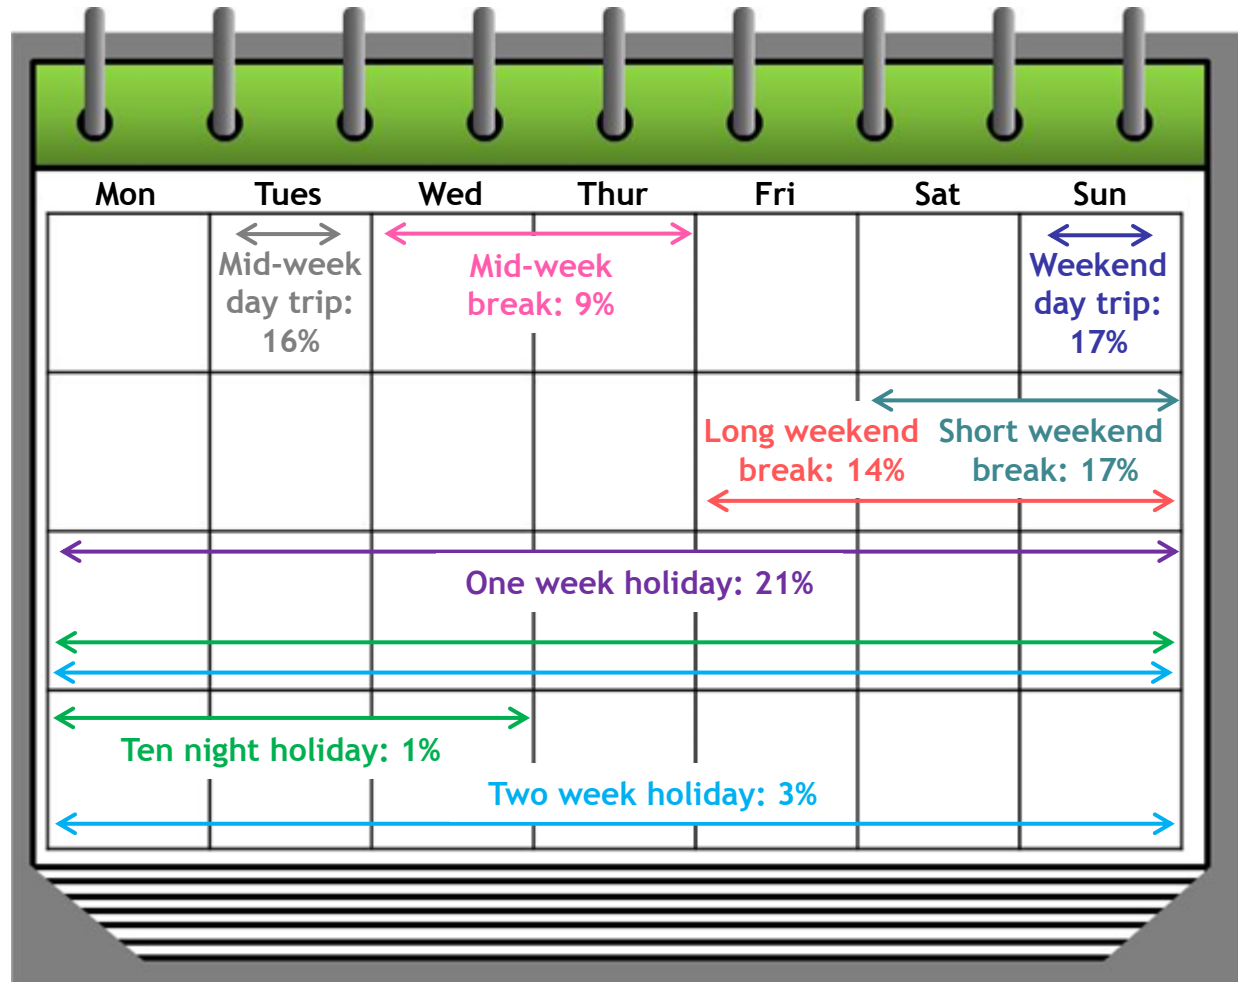 Mon Tues Wed Thur Fri Sat Sun
Mid-week
day trip:
16%
Mid-week
break: 9%
Weekend
day trip:
17%
Long weekend
break: 14%
Short weekend
break: 17%
One week holiday: 21%
Ten night holiday: 1%
Two week holiday: 3%